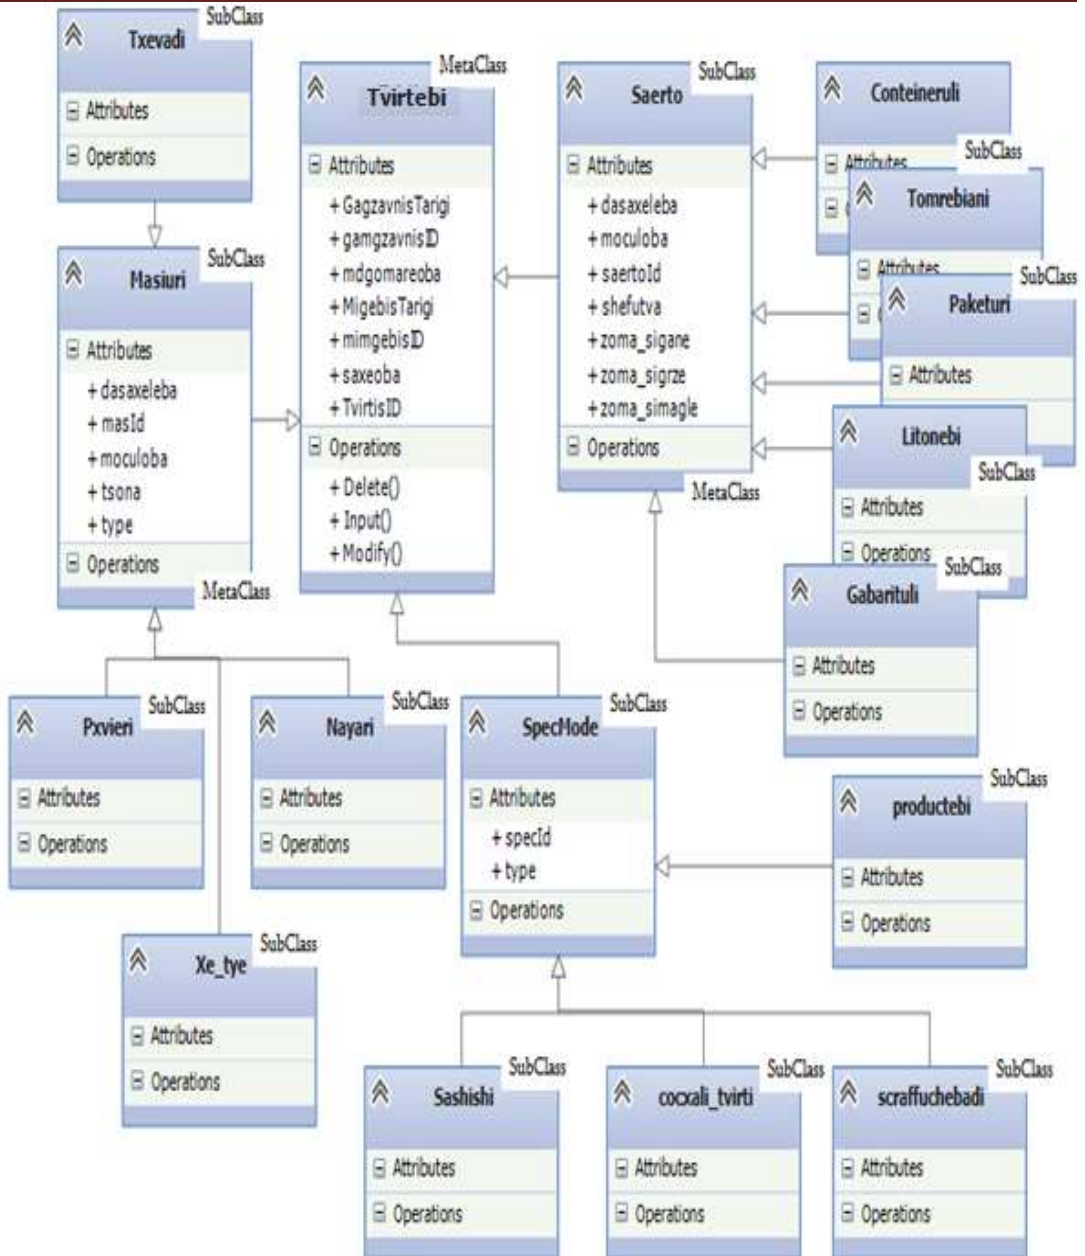 SubClass
Txevadi
Attributes
Operations
MetaClass
Tvirtebi
Attributes
+ GagzavnisTarigi
+ gamgzavnisID
+ mdgomareoba
+ MigebisTarigi
+ mimgebisID
+ saxeoba
+ TvirtisID
Operations
+ Delete()
+ Input()
+ Modify()
SubClass
Saerto
Attributes
+ dasaxeleba
+ moculoba
+ saertoId
+ shefutva
+ zoma_sigane
+ zoma_sigrze
+ zoma_simagle
Operations
MetaClass
Conteineruli
Attributes
SubClass
Tomrebiani
Attributes
SubClass
Paketuri
Attributes
Litonebi
SubClass
Attributes
Operations
SubClass
Gabarituli
Attributes
Operations
SubClass
Masiuri
Attributes
+ dasaxeleba
+ masId
+ moculoba
+ tsona
+ type
Operations
MetaClass
SubClass
Pxvieri
Attributes
Operations
SubClass
Nayari
Attributes
Operations
SubClass
SpecMode
Attributes
+ specId
+ type
Operations
SubClass
productebi
Attributes
Operations
SubClass
Xe_tye
Attributes
Operations
SubClass
Sashishi
Attributes
Operations
SubClass
cocxali_tvirti
Attributes
Operations
SubClass
scraffuchebadi
Attributes
Operations